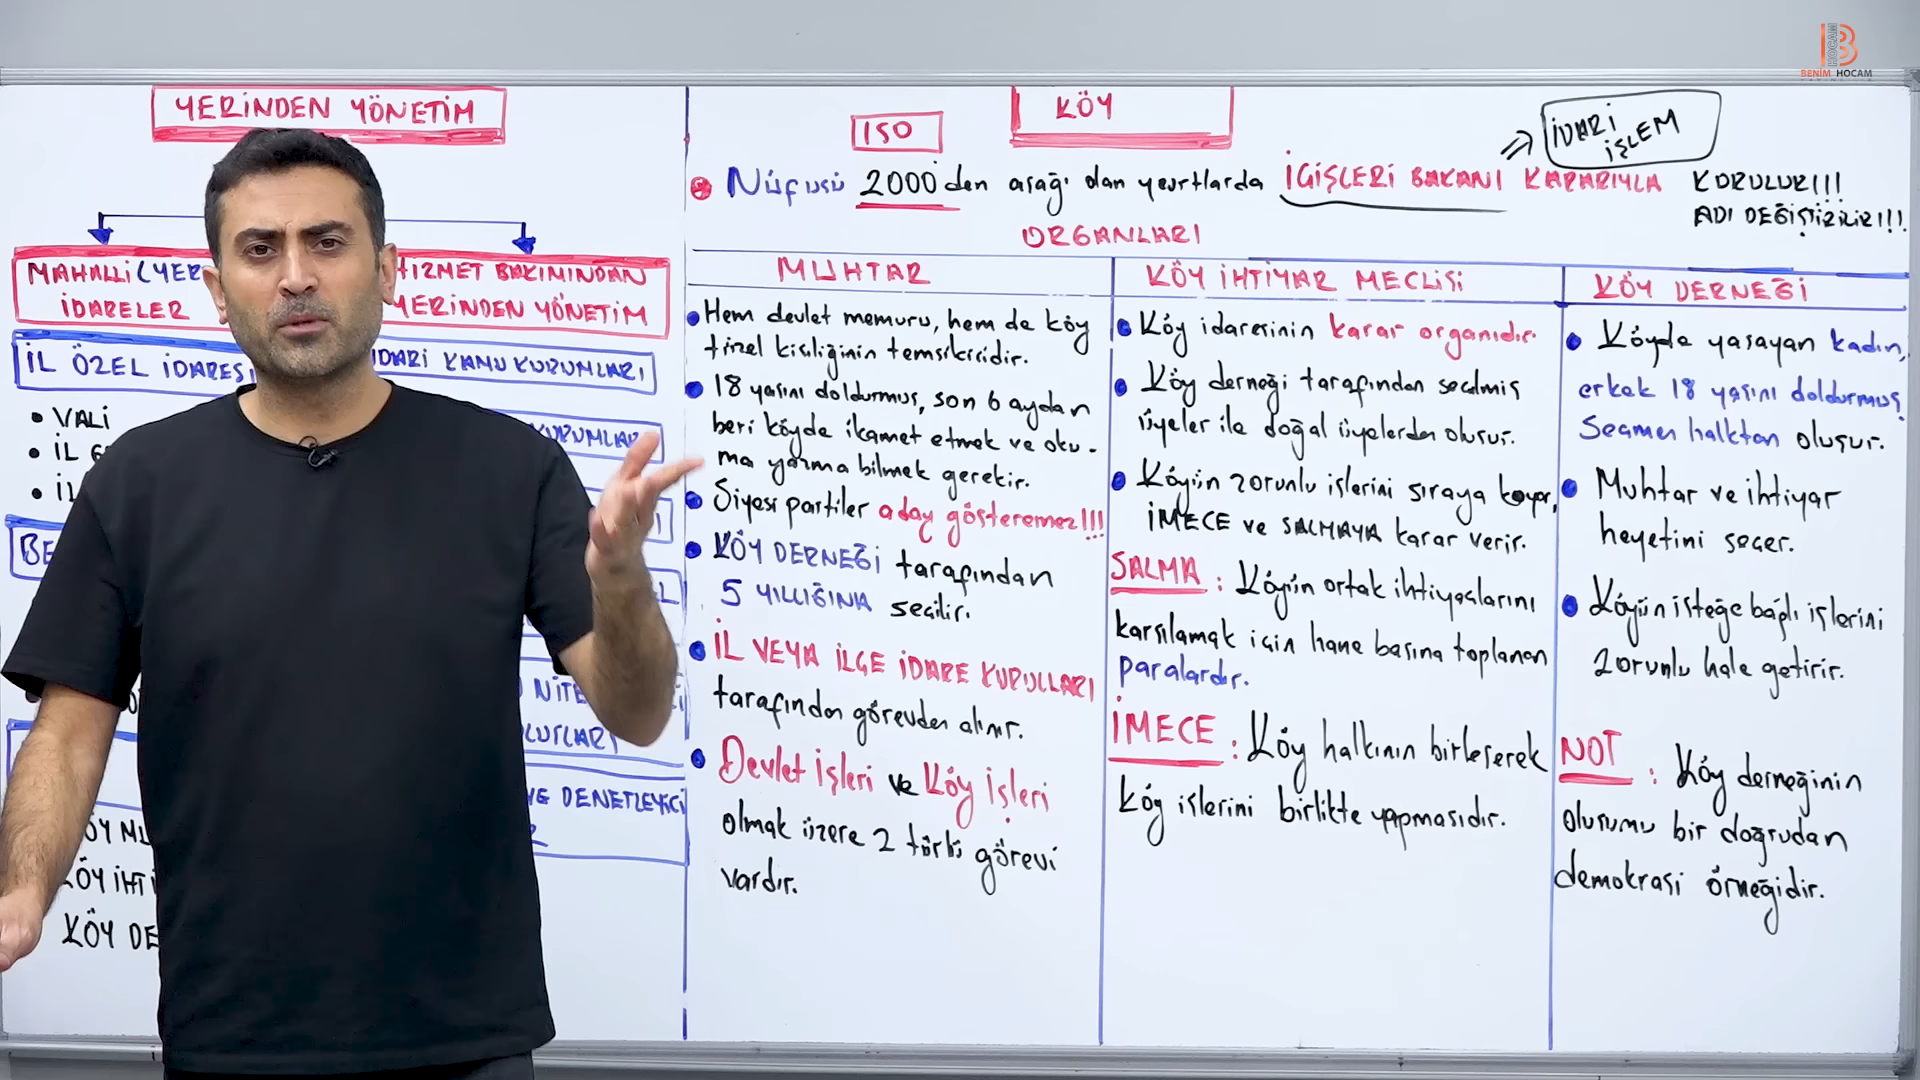 BENİM HOCAM
YERİNDEN YÖNETİM
MAHALLİ (YER
İDARELER
HİZMET BAKIMINDAN
YERİNDEN YÖNETİM
İL ÖZEL İDARESİ
İDARİ KAMU KURUMLARI
• VALİ
• İL
KURUMLAR
BE
NİTE
VE DENETLEYİCİ
KÖY
KÖY İHTİ
KÖY DE
150
KÖY
İDARİ
İŞLEM
Nüfusu 2000'den aşağı olan yurtlarda İÇİŞLERİ BAKANI KARARIYLA KURULUR!!!
ADI DEĞİŞTİRİLİR!!!
ORGANLARI
MUHTAR
• Hem devlet memuru, hem de köy
tüzel kişiliğinin temsilcisidir.
• 18 yaşını doldurmuş, son 6 aydan
beri köyde ikamet etmek ve oku-
ma yazma bilmek gerekir.
• Siyasi partiler aday gösteremez!!!
• KÖY DERNEĞİ tarafından
5 YILLIĞINA seçilir.
• İL VEYA İLÇE İDARE KURULLARI
tarafından görevden alınır.
• Devlet İşleri ve Köy İşleri
olmak üzere 2 türlü görevi
vardır.
KÖY İHTİYAR MECLİSİ
• Köy idaresinin karar organıdır.
• Köy derneği tarafından seçilmiş
üyeler ile doğal üyelerden oluşur.
• Köyün zorunlu işlerini sıraya koyar,
İMECE ve SALMAYA karar verir.
SALMA : Köyün ortak ihtiyaçlarını
karşılamak için hane başına toplanan
paralardır.
İMECE : Köy halkının birleşerek
köy işlerini birlikte yapmasıdır.
KÖY DERNEĞİ
• Köyde yaşayan kadın,
erkek 18 yaşını doldurmuş
Seçmen halktan oluşur.
• Muhtar ve ihtiyar
heyetini seçer.
• Köyün isteğe bağlı işlerini
zorunlu hale getirir.
NOT : Köy derneğinin
oluşumu bir doğrudan
demokrasi örneğidir.